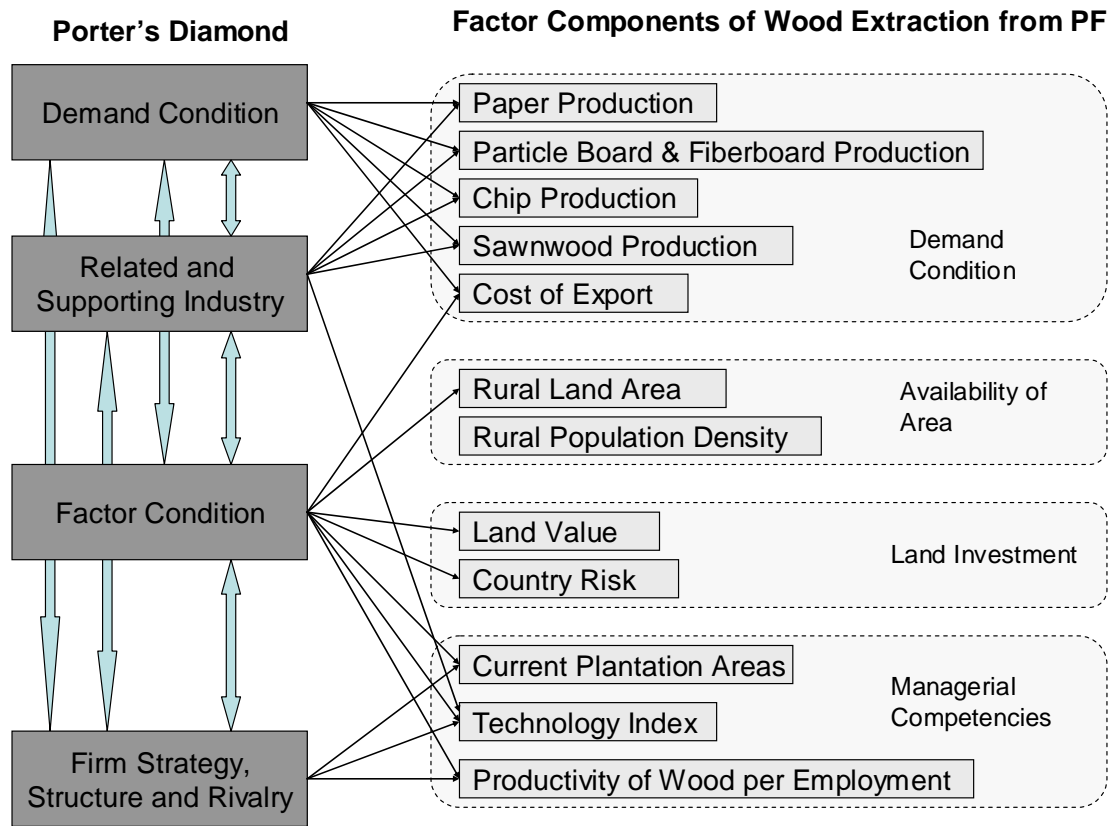 Porter's Diamond
Factor Components of Wood Extraction from PF
Demand Condition
Related and
Supporting Industry
Factor Condition
Firm Strategy,
Structure and Rivalry
Paper Production
Particle Board & Fiberboard Production
Chip Production
Sawnwood Production
Cost of Export
Demand
Condition
Rural Land Area
Rural Population Density
Availability of
Area
Land Value
Country Risk
Land Investment
Current Plantation Areas
Technology Index
Productivity of Wood per Employment
Managerial
Competencies